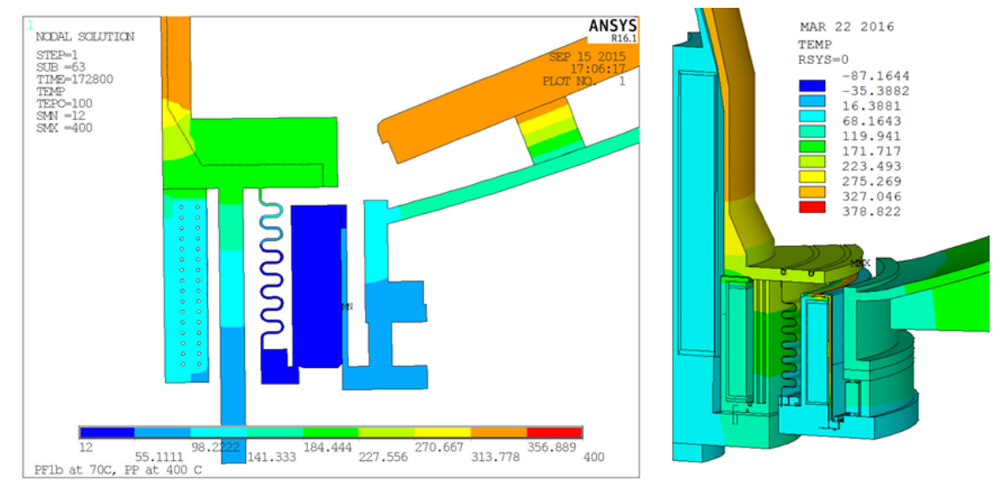 1
NODAL SOLUTION
STEP=1
SUB =63
TIME=172800
TEMP
TEPC=100
SMN =12
SMX =400
ANSYS
R16.1
SEP 15 2015
17:06:17
PLOT NO. 1
MN
12
55.1111
98.2222
141.333
184.444
227.556
270.667
313.778
356.889
400
PF1b at 70C, PP at 400 C
MAR 22 2016
TEMP
RSYS=0
-87.1644
-35.3882
16.3881
68.1643
119.941
171.717
223.493
275.269
327.046
378.822